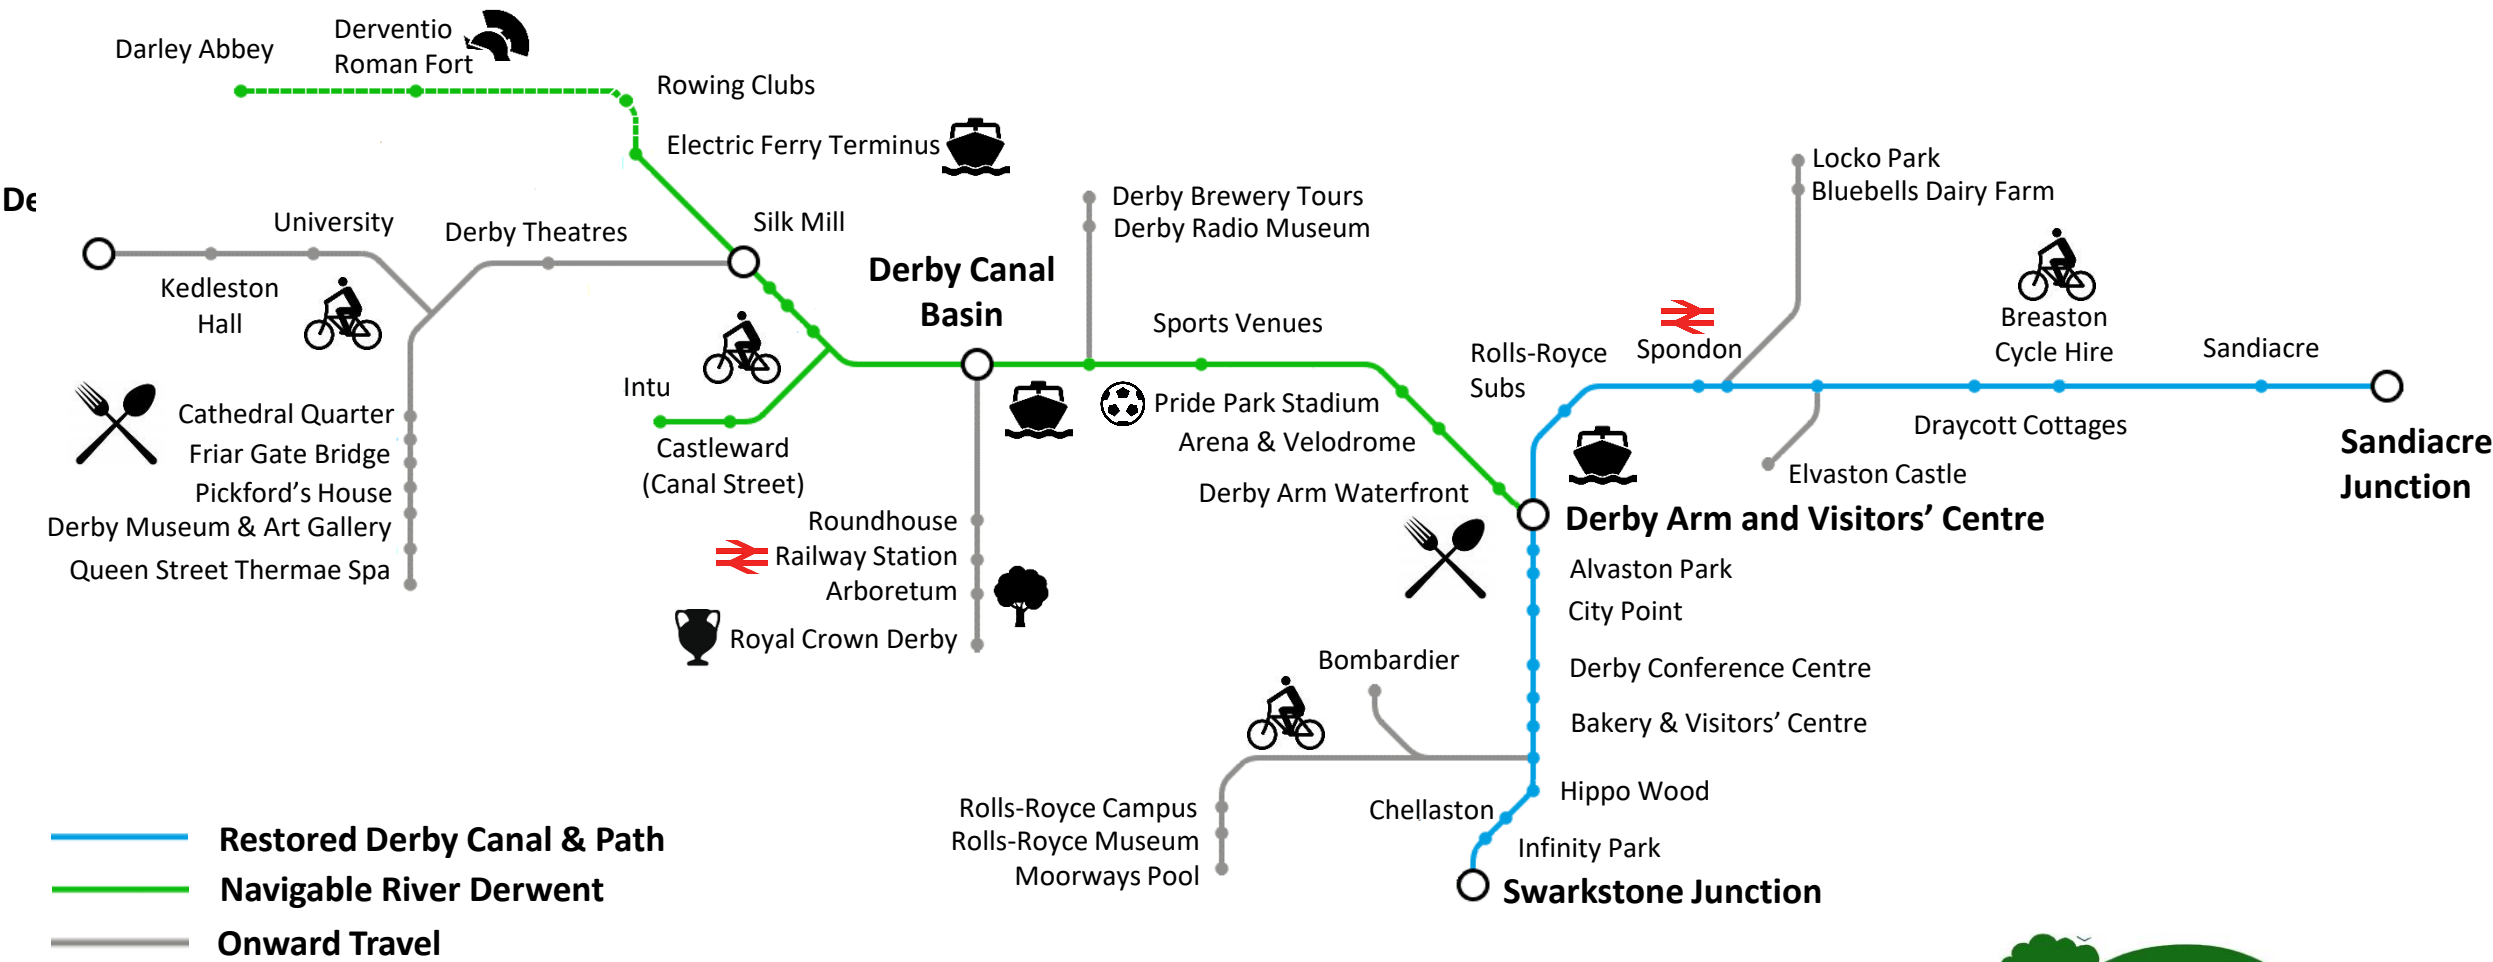 Darley Abbey
Derventio
Roman Fort
Rowing Clubs
Electric Ferry Terminus
De
University
Derby Theatres
Silk Mill
Kedleston
Hall
Derby Canal
Basin
Derby Brewery Tours
Derby Radio Museum
Sports Venues
Locko Park
Bluebells Dairy Farm
Rolls-Royce
Subs
Spondon
Breaston
Cycle Hire
Sandiacre
Intu
Castleward
(Canal Street)
Cathedral Quarter
Friar Gate Bridge
Pickford’s House
Derby Museum & Art Gallery
Queen Street Thermae Spa
Pride Park Stadium
Arena & Velodrome
Derby Arm Waterfront
Draycott Cottages
Elvaston Castle
Sandiacre
Junction
Roundhouse
Railway Station
Arboretum
Royal Crown Derby
Derby Arm and Visitors’ Centre
Alvaston Park
City Point
Derby Conference Centre
Bakery & Visitors’ Centre
Bombardier
Hippo Wood
Chellaston
Infinity Park
Swarkstone Junction
Rolls-Royce Campus
Rolls-Royce Museum
Moorways Pool
Restored Derby Canal & Path
Navigable River Derwent
Onward Travel